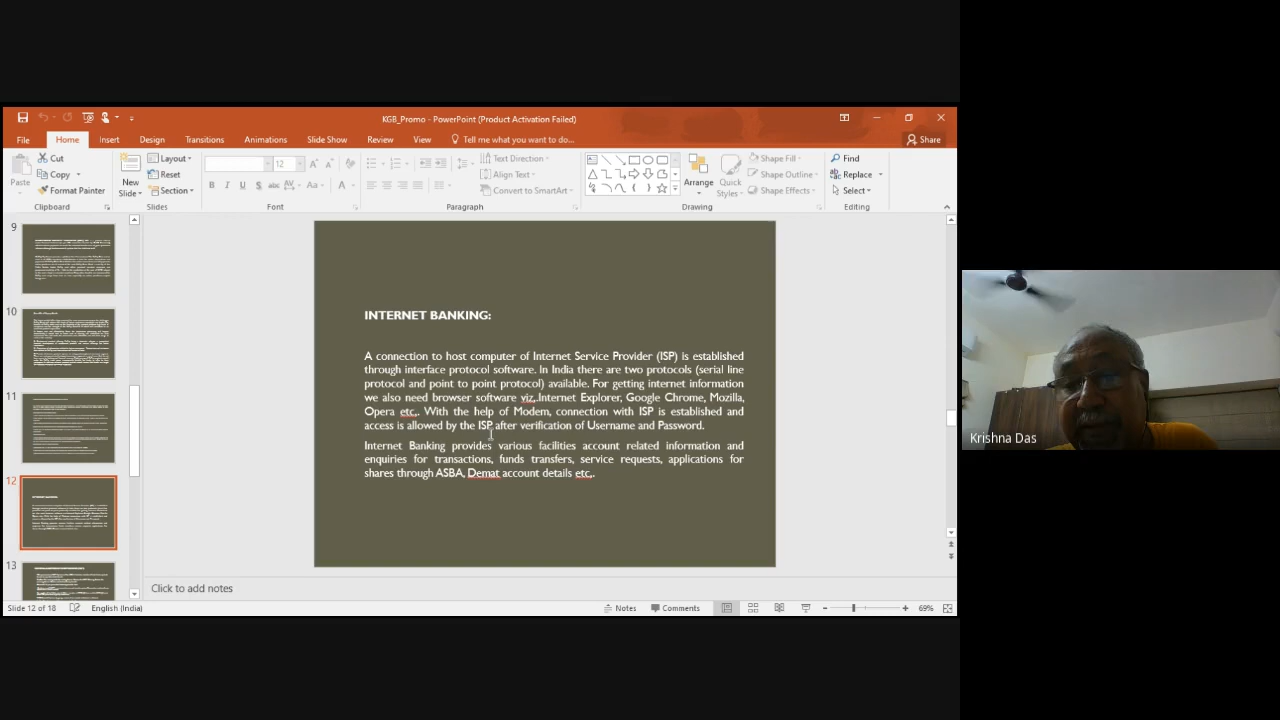 KGB_Promo - PowerPoint (Product Activation Failed)
File Home Insert Design Transitions Animations Slide Show Review View Tell me what you want to do... Share
Paste Cut Copy Format Painter Clipboard
New Slide Layout Reset Section Slides
12 Font
Text Direction Align Text Convert to SmartArt Paragraph
Arrange Quick Styles Shape Fill Shape Outline Shape Effects Drawing
Find Replace Select Editing
9
10
11
12
13
INTERNET BANKING:
A connection to host computer of Internet Service Provider (ISP) is established
through interface protocol software. In India there are two protocols (serial line
protocol and point to point protocol) available. For getting internet information
we also need browser software viz,.Internet Explorer, Google Chrome, Mozilla,
Opera etc,. With the help of Modem, connection with ISP is established and
access is allowed by the ISP after verification of Username and Password.
Internet Banking provides various facilities account related information and
enquiries for transactions, funds transfers, service requests, applications for
shares through ASBA, Demat account details etc,.
Click to add notes
Slide 12 of 18 English (India) Notes Comments 69%
Krishna Das